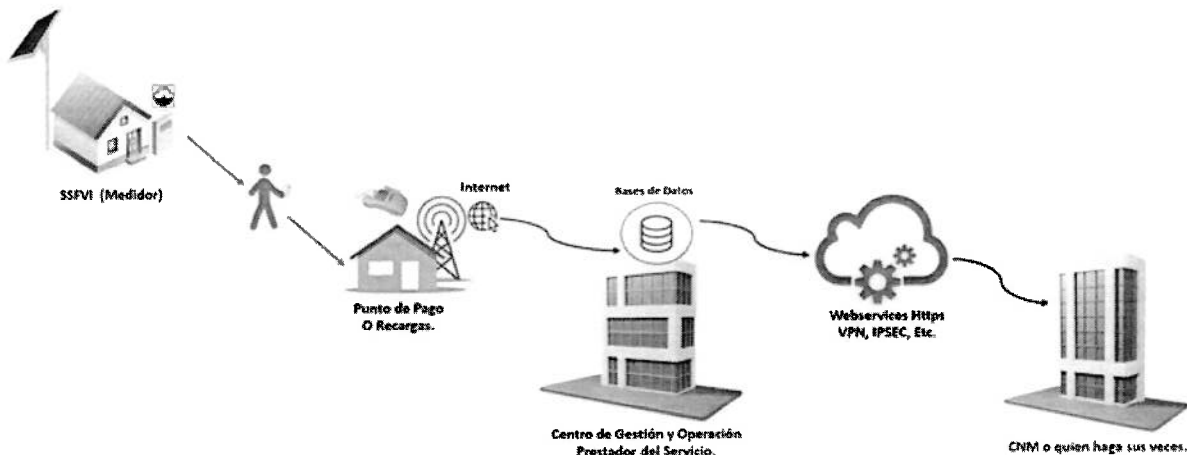 SSFVI (Medidor)
Internet
Punto de Pago
O Recargas.
Bases de Datos
Centro de Gestión y Operación
Prestador del Servicio.
Webservices Https
VPN, IPSEC, Etc.
CNM o quien haga sus veces.